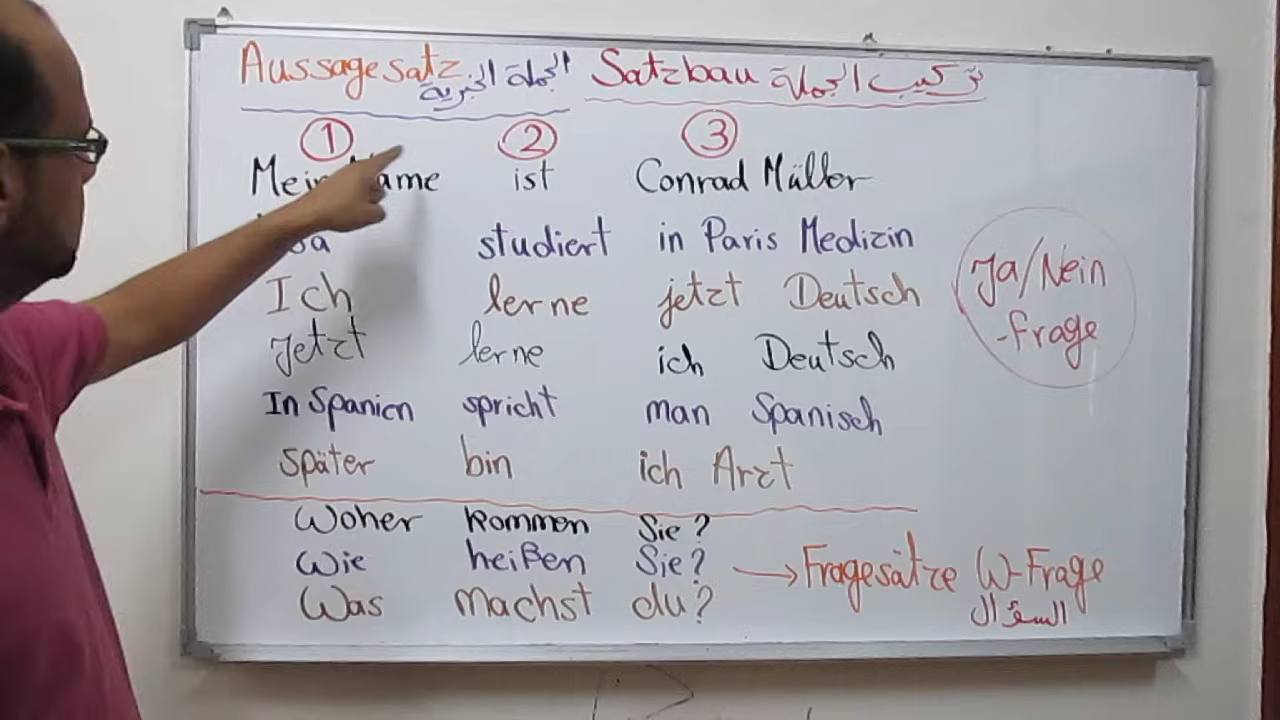 Aussagesatz الجملة الخبرية Satzbau تركيب الجملة
1 2 3
Mein Name ist Conrad Müller
studiert in Paris Medizin
Ich lerne jetzt Deutsch
Jetzt lerne ich Deutsch
In Spanien spricht man Spanisch
später bin ich Arzt
Woher kommen Sie?
Wie heißen Sie?
Was machst du?
Ja/Nein
-frage
Fragesätze W-Frage
السؤال